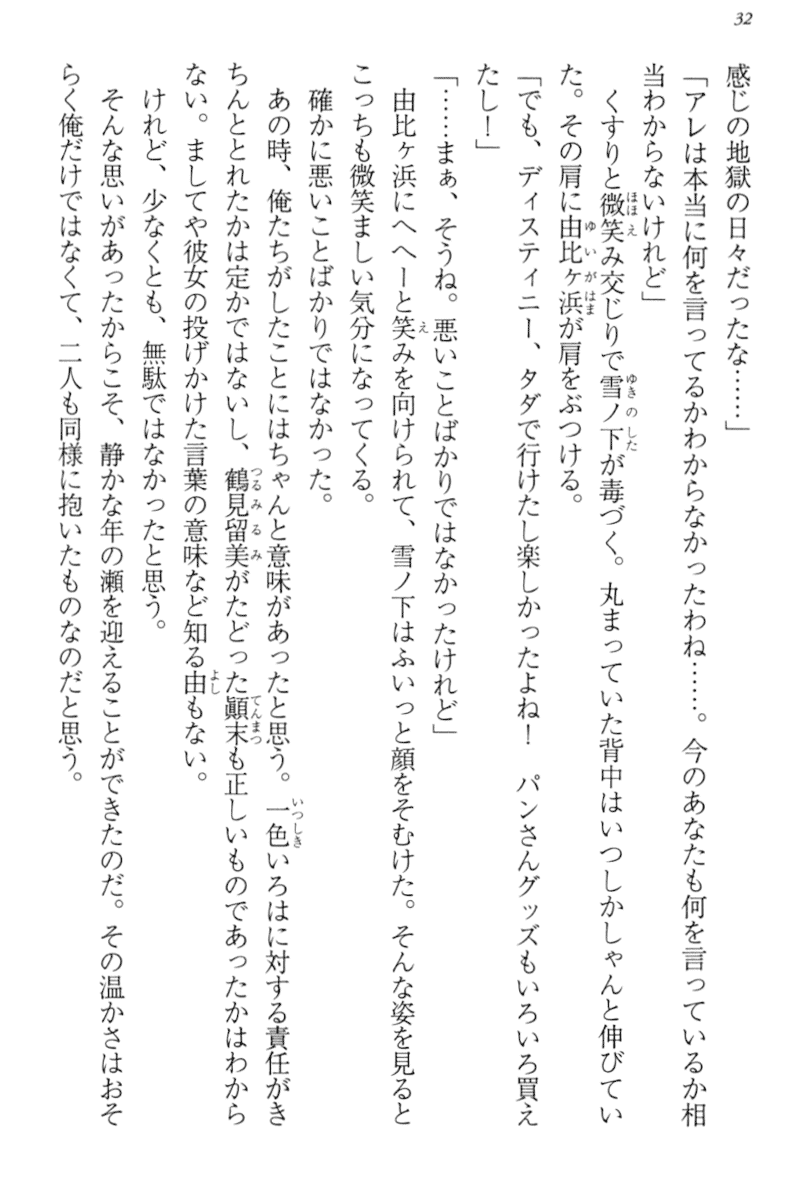 32
感じの地獄の日々だったな……」
「アレは本当に何を言ってるかわからなかったわね……。今のあなたも何を言っているか相
当わからないけれど」
くすりと微笑み交じりで雪ノ下が毒づく。丸まっていた背中はいつしかしゃんと伸びてい
た。その肩に由比ヶ浜が肩をぶつける。
「でも、ディスティニー、タダで行けたし楽しかったよね！　パンさんグッズもいろいろ買え
たし！」
「……まぁ、そうね。悪いことばかりではなかったけれど」
由比ヶ浜にへへーと笑みを向けられて、雪ノ下はふいっと顔をそむけた。そんな姿を見ると
こっちも微笑ましい気分になってくる。
確かに悪いことばかりではなかった。
あの時、俺たちがしたことにはちゃんと意味があったと思う。一色いろはに対する責任がき
ちんととれたかは定かではないし、鶴見留美がたどった顚末も正しいものであったかはわから
ない。ましてや彼女の投げかけた言葉の意味など知る由もない。
けれど、少なくとも、無駄ではなかったと思う。
そんな思いがあったからこそ、静かな年の瀬を迎えることができたのだ。その温かさはおそ
らく俺だけではなくて、二人も同様に抱いたものなのだと思う。